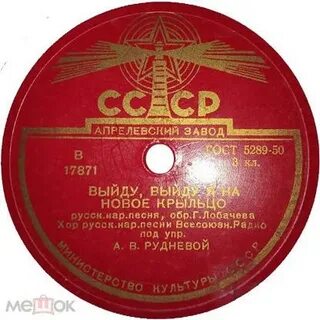 СССР
АПРЕЛЕВСКИЙ ЗАВОД
В
17871
ГОСТ 5289-50
3 кл.
ВЫЙДУ, ВЫЙДУ Я НА
НОВОЕ КРЫЛЬЦО
русск.нар.песня, обр.Г.Лобачева
Хор русск.нар.песни Всесоюзн.Радио
под упр.
А. В. РУДНЕВОЙ
МИНИСТЕРСТВО КУЛЬТУРЫ СССР
мешок